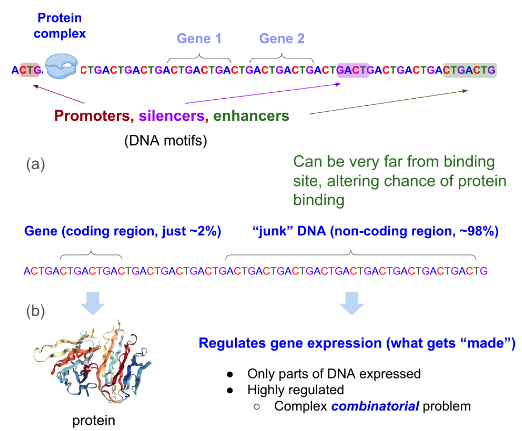 Protein
complex
Gene 1
Gene 2
ACTG CTGACTGACTGACTGACTGACTGACTGACTGACTGACTGACTGACTGACTG
Promoters, silencers, enhancers
(DNA motifs)
(a)
Can be very far from binding
site, altering chance of protein
binding
Gene (coding region, just ~2%)
“junk” DNA (non-coding region, ~98%)
ACTGACTGACTGACTGACTGACTGACTGACTGACTGACTGACTGACTGACTGACTGACTG
(b)
Regulates gene expression (what gets “made”)
● Only parts of DNA expressed
● Highly regulated
○ Complex combinatorial problem
protein